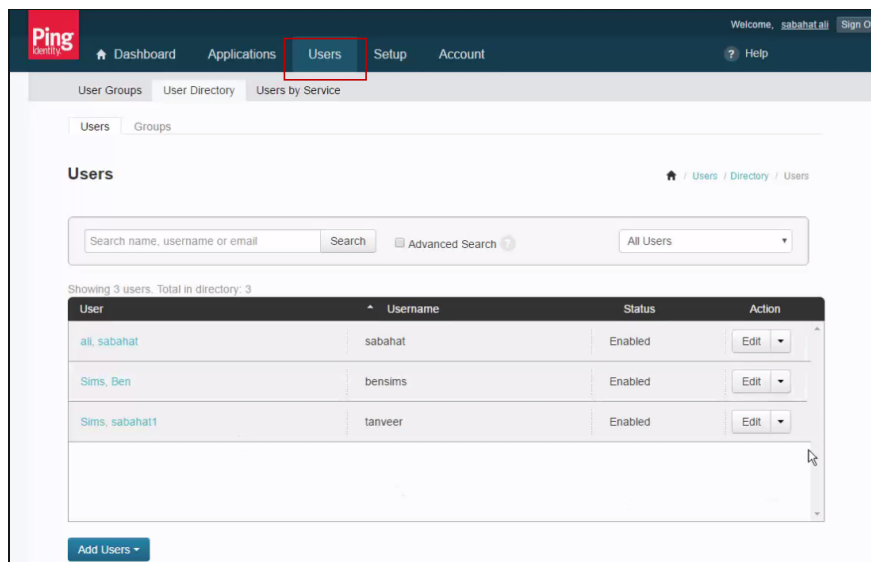 Welcome, sabahat ali Sign O
Ping
Identity
Dashboard Applications Users Setup Account ? Help
User Groups User Directory Users by Service
Users Groups
Users
/ Users / Directory / Users
Search name, username or email Search Advanced Search ? All Users
Showing 3 users. Total in directory: 3
User Username Status Action
ali, sabahat sabahat Enabled Edit
Sims, Ben bensims Enabled Edit
Sims, sabahat1 tanveer Enabled Edit
Add Users